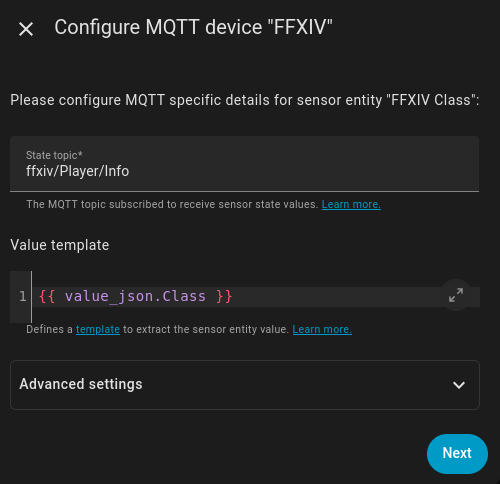 Configure MQTT device "FFXIV"
Please configure MQTT specific details for sensor entity "FFXIV Class":
State topic*
ffxiv/Player/Info
The MQTT topic subscribed to receive sensor state values. Learn more.
Value template
1 {{ value_json.Class }}
Defines a template to extract the sensor entity value. Learn more.
Advanced settings
Next